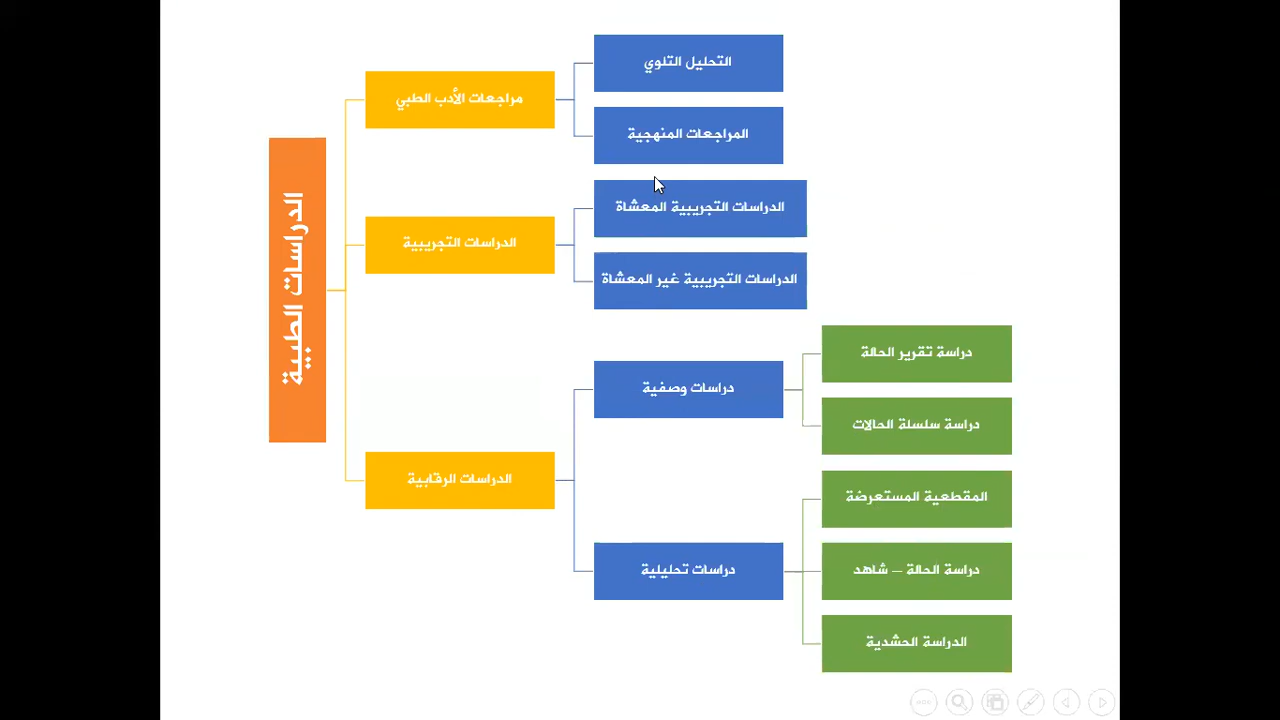 الدراسات الطبية
مراجعات الأدب الطبي
التحليل التلوي
المراجعات المنهجية
الدراسات التجريبية
الدراسات التجريبية المعشاة
الدراسات التجريبية غير المعشاة
الدراسات الرقابية
دراسات وصفية
دراسة تقرير الحالة
دراسة سلسلة الحالات
دراسات تحليلية
المقطعية المستعرضة
دراسة الحالة – شاهد
الدراسة الحشدية